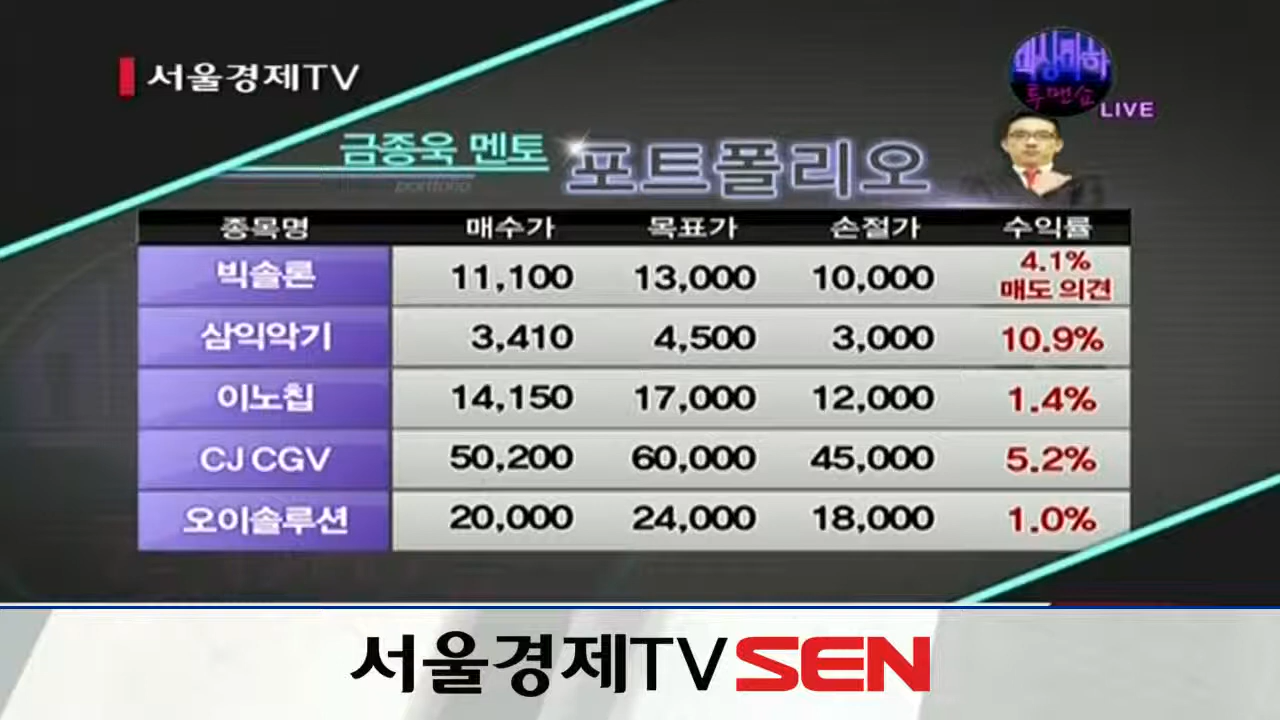 서울경제TV
LIVE
금종욱 멘토 포트폴리오
portfolio
종목명 매수가 목표가 손절가 수익률
빅솔론 11,100 13,000 10,000 4.1% 매도 의견
삼익악기 3,410 4,500 3,000 10.9%
이노칩 14,150 17,000 12,000 1.4%
CJ CGV 50,200 60,000 45,000 5.2%
오이솔루션 20,000 24,000 18,000 1.0%
서울경제TV SEN